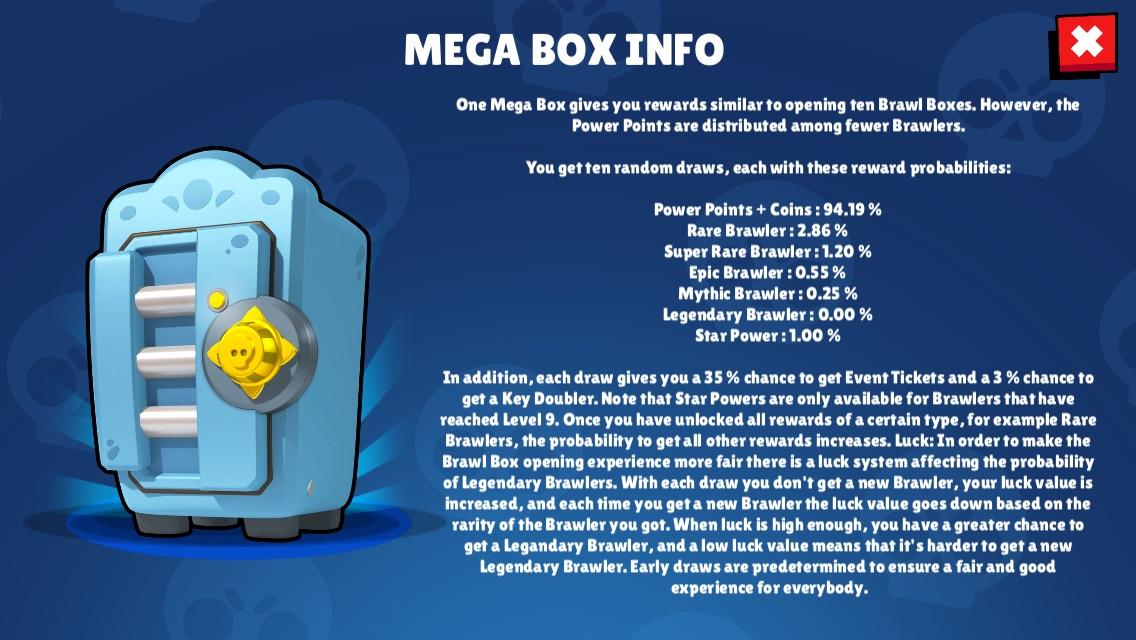 MEGA BOX INFO
One Mega Box gives you rewards similar to opening ten Brawl Boxes. However, the
Power Points are distributed among fewer Brawlers.
You get ten random draws, each with these reward probabilities:
Power Points + Coins : 94.19 %
Rare Brawler : 2.86 %
Super Rare Brawler : 1.20 %
Epic Brawler : 0.55 %
Mythic Brawler : 0.25 %
Legendary Brawler : 0.00 %
Star Power : 1.00 %
In addition, each draw gives you a 35 % chance to get Event Tickets and a 3 % chance to
get a Key Doubler. Note that Star Powers are only available for Brawlers that have
reached Level 9. Once you have unlocked all rewards of a certain type, for example Rare
Brawlers, the probability to get all other rewards increases. Luck: In order to make the
Brawl Box opening experience more fair there is a luck system affecting the probability
of Legendary Brawlers. With each draw you don't get a new Brawler, your luck value is
increased, and each time you get a new Brawler the luck value goes down based on the
rarity of the Brawler you got. When luck is high enough, you have a greater chance to
get a Legandary Brawler, and a low luck value means that it's harder to get a new
Legendary Brawler. Early draws are predetermined to ensure a fair and good
experience for everybody.